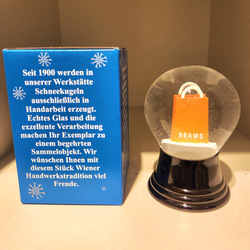 Seit 1900 werden in
unserer Werkstätte
Schneekugeln
ausschließlich in
Handarbeit erzeugt.
Echtes Glas und die
exzellente Verarbeitung
machen Ihr Exemplar zu
einem begehrten
Sammelobjekt. Wir
wünschen Ihnen mit
diesem Stück Wiener
Handwerkstradition viel
Freude.
BEAMS